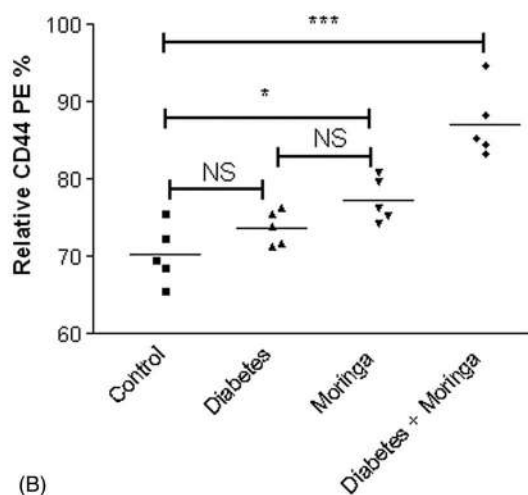 Relative CD44 PE %
100
90
80
70
60
***
*
NS
NS
Control
Diabetes
Moringa
Diabetes + Moringa
(B)